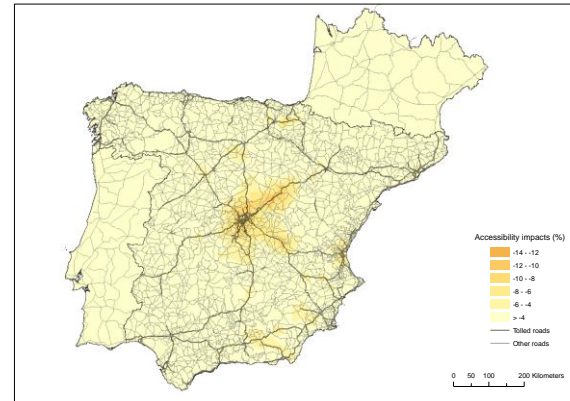 Accessibility impacts (%)
-14 - -12
-12 - -10
-10 - -8
-8 - -6
-6 - -4
> -4
Tolled roads
Other roads
0 50 100 200 Kilometers